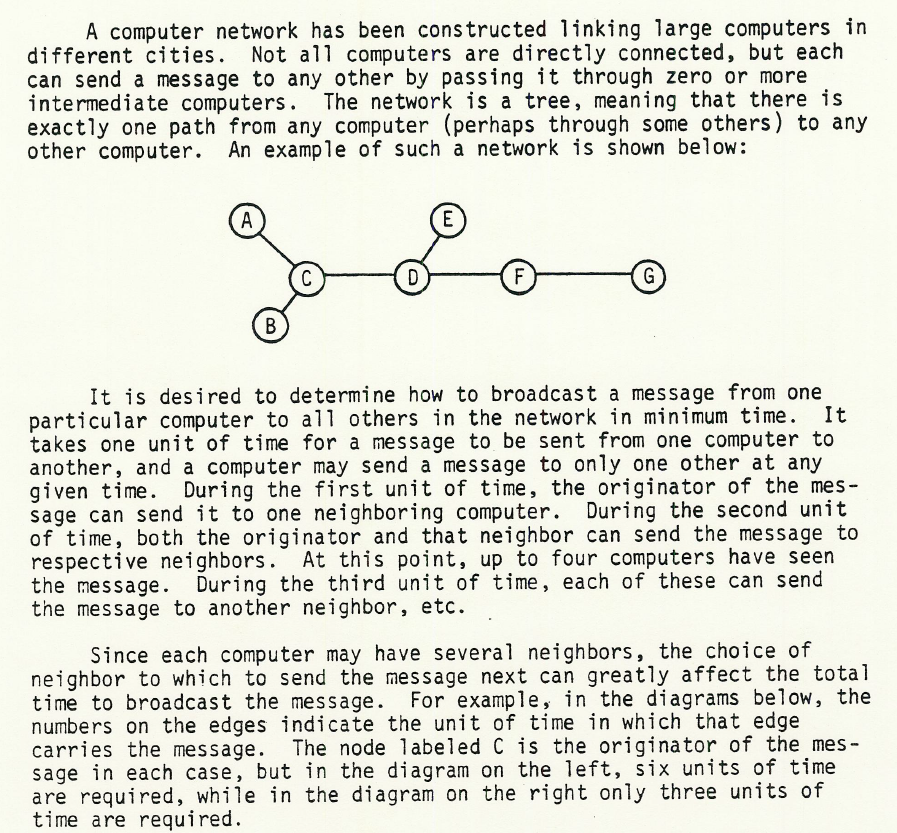 A computer network has been constructed linking large computers in
different cities. Not all computers are directly connected, but each
can send a message to any other by passing it through zero or more
intermediate computers. The network is a tree, meaning that there is
exactly one path from any computer (perhaps through some others) to any
other computer. An example of such a network is shown below:
A
E
C
D
F
G
B
It is desired to determine how to broadcast a message from one
particular computer to all others in the network in minimum time. It
takes one unit of time for a message to be sent from one computer to
another, and a computer may send a message to only one other at any
given time. During the first unit of time, the originator of the mes-
sage can send it to one neighboring computer. During the second unit
of time, both the originator and that neighbor can send the message to
respective neighbors. At this point, up to four computers have seen
the message. During the third unit of time, each of these can send
the message to another neighbor, etc.
Since each computer may have several neighbors, the choice of
neighbor to which to send the message next can greatly affect the total
time to broadcast the message. For example, in the diagrams below, the
numbers on the edges indicate the unit of time in which that edge
carries the message. The node labeled C is the originator of the mes-
sage in each case, but in the diagram on the left, six units of time
are required, while in the diagram on the right only three units of
time are required.